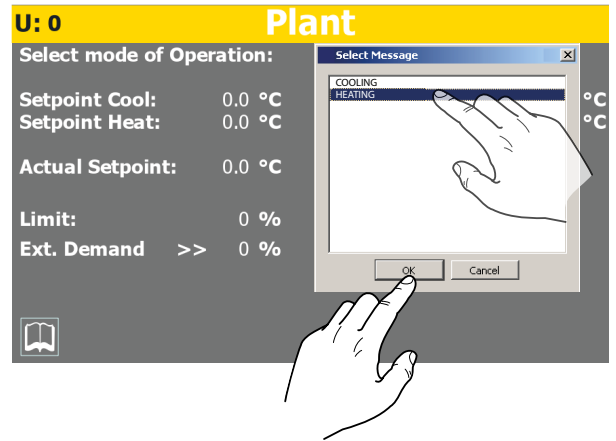 U: 0 Plant
Select mode of Operation:
Setpoint Cool: 0.0 °C °C
Setpoint Heat: 0.0 °C °C
Actual Setpoint: 0.0 °C
Limit: 0 %
Ext. Demand >> 0 %
Select Message
COOLING
HEATING
OK Cancel